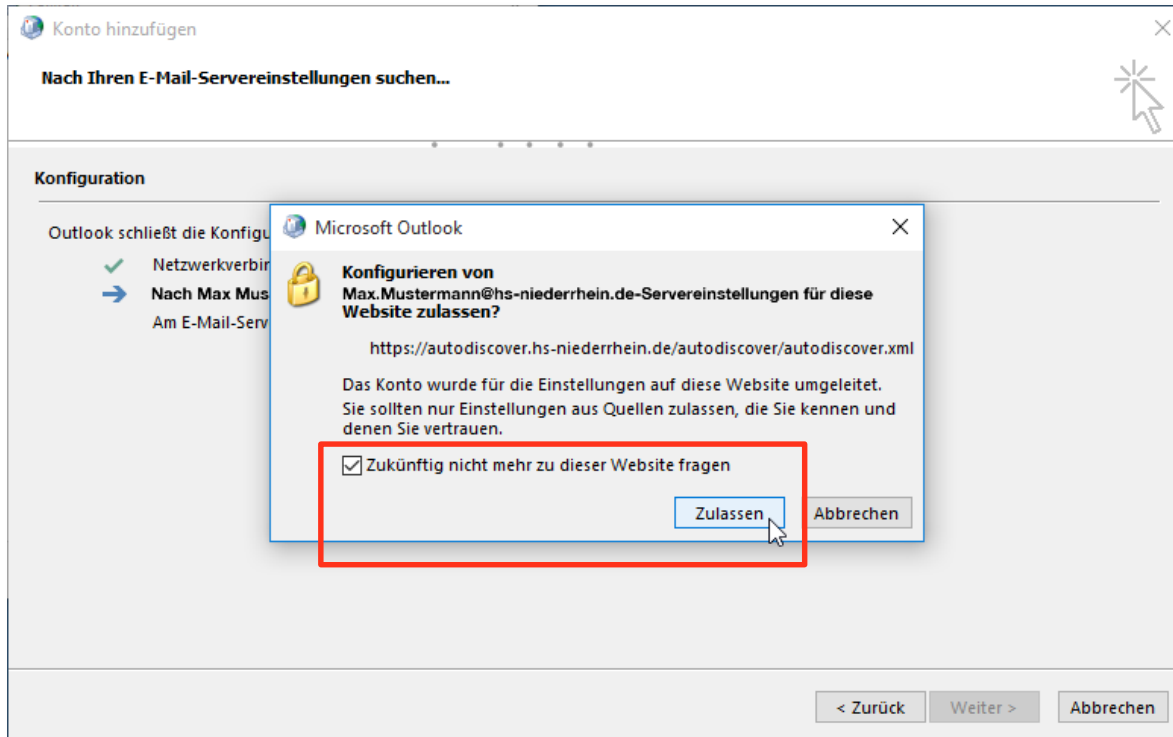 Konto hinzufügen
Nach Ihren E-Mail-Servereinstellungen suchen...
Konfiguration
Outlook schließt die Konfigu
Netzwerkverbin
Nach Max Mus
Am E-Mail-Serv
Microsoft Outlook
Konfigurieren von
Max.Mustermann@hs-niederrhein.de-Servereinstellungen für diese
Website zulassen?
https://autodiscover.hs-niederrhein.de/autodiscover/autodiscover.xml
Das Konto wurde für die Einstellungen auf diese Website umgeleitet.
Sie sollten nur Einstellungen aus Quellen zulassen, die Sie kennen und
denen Sie vertrauen.
Zukünftig nicht mehr zu dieser Website fragen
Zulassen
Abbrechen
< Zurück
Weiter >
Abbrechen